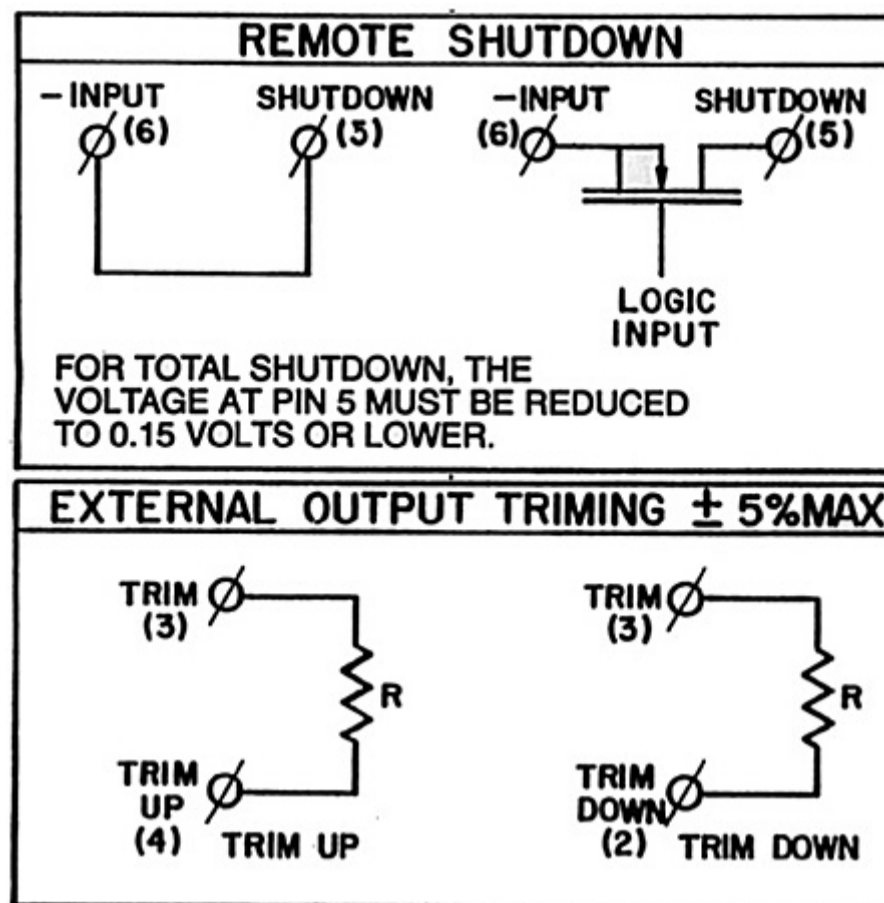 REMOTE SHUTDOWN
-INPUT
(6)
SHUTDOWN
(3)
-INPUT
(6)
SHUTDOWN
(5)
LOGIC
INPUT
FOR TOTAL SHUTDOWN, THE
VOLTAGE AT PIN 5 MUST BE REDUCED
TO 0.15 VOLTS OR LOWER.
EXTERNAL OUTPUT TRIMING ± 5%MAX
TRIM
(3)
R
TRIM
UP
(4)
TRIM UP
TRIM
(3)
R
TRIM
DOWN
(2)
TRIM DOWN